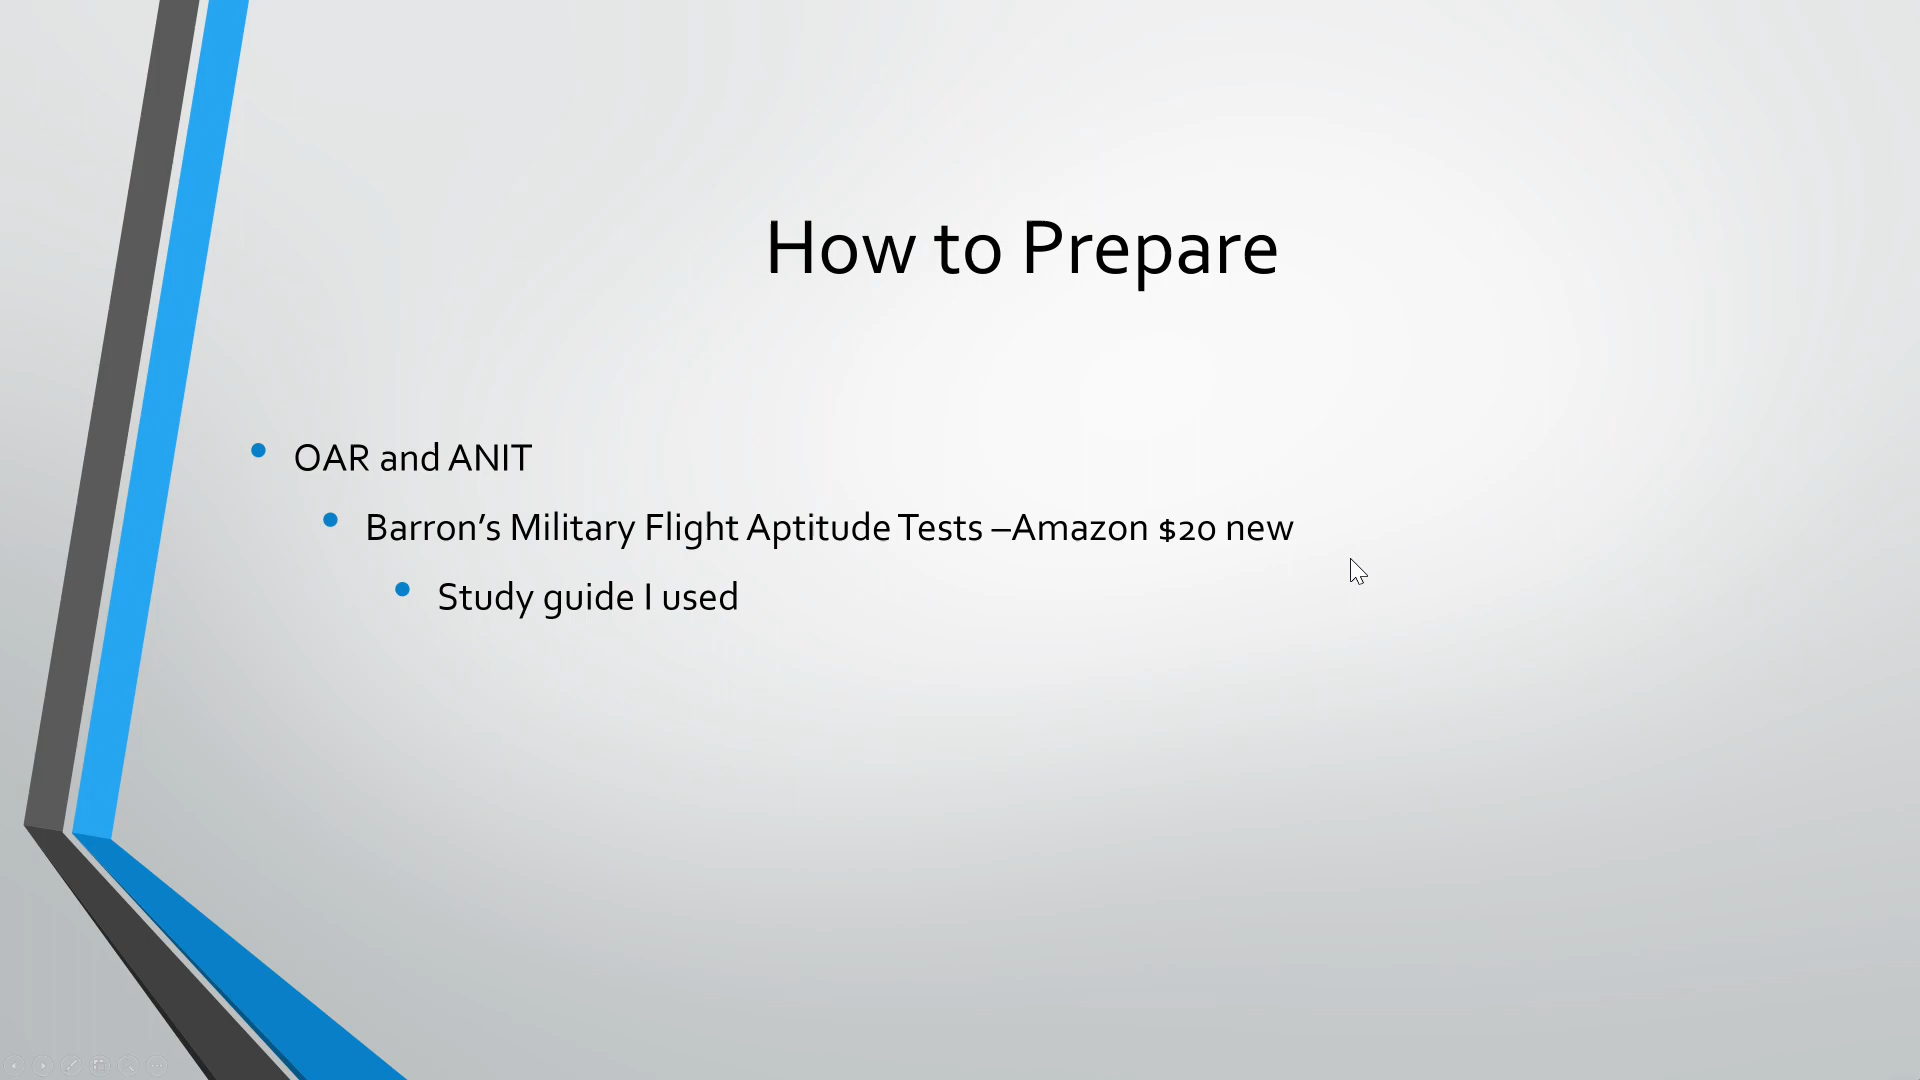 How to Prepare
OAR and ANIT
Barron’s Military Flight Aptitude Tests –Amazon $20 new
Study guide I used